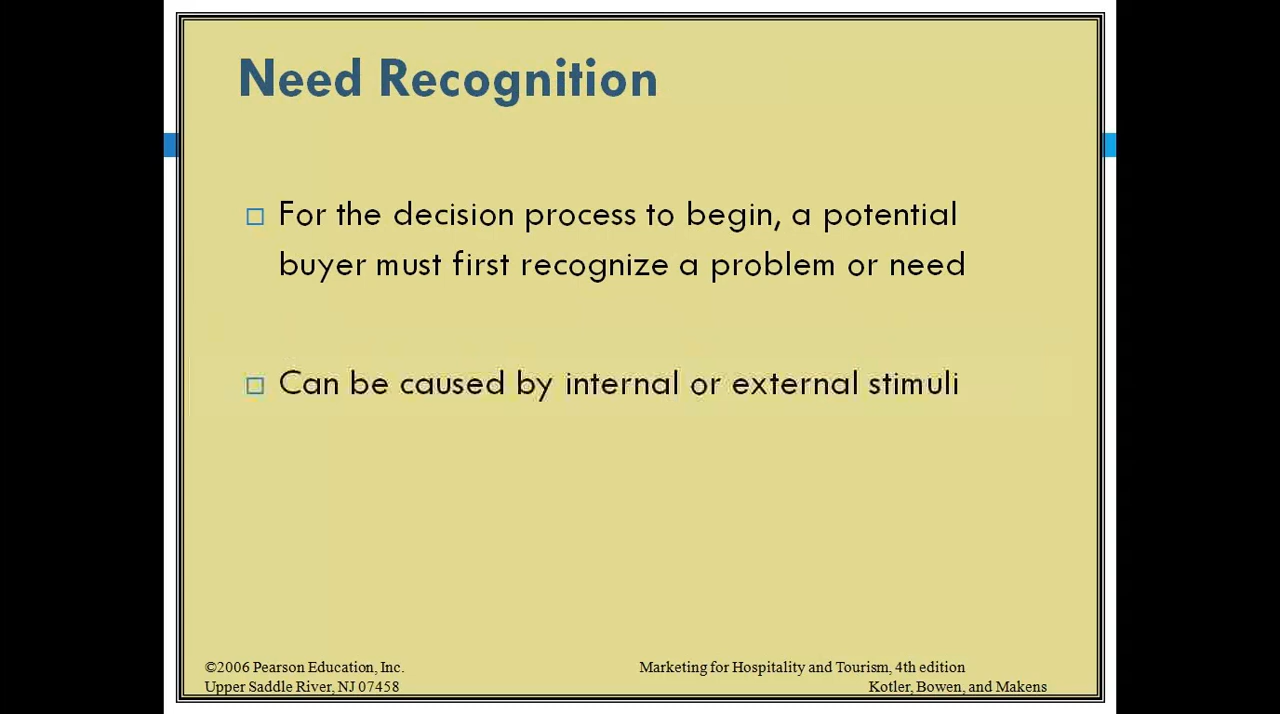 Need Recognition
For the decision process to begin, a potential
buyer must first recognize a problem or need
Can be caused by internal or external stimuli
©2006 Pearson Education, Inc.
Upper Saddle River, NJ 07458
Marketing for Hospitality and Tourism, 4th edition
Kotler, Bowen, and Makens